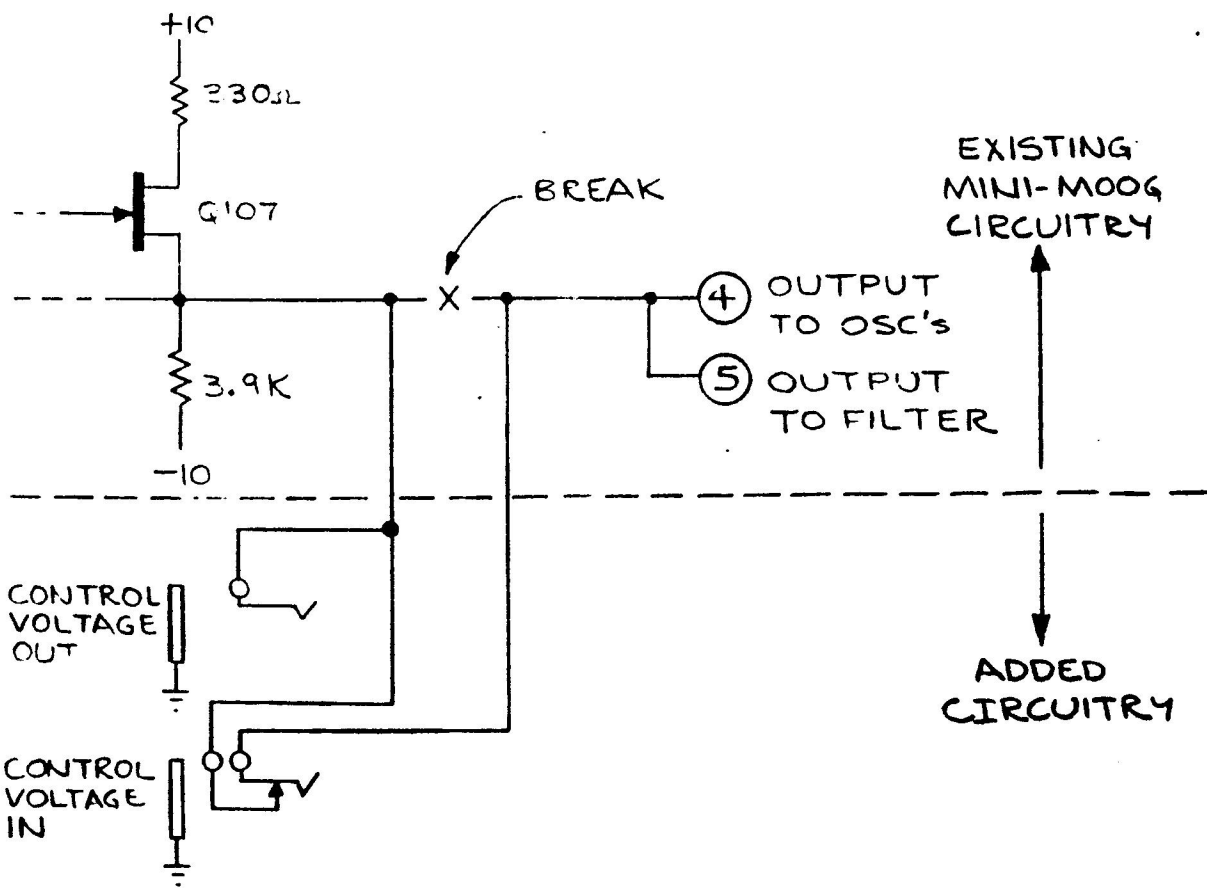 +10
330Ω
Q107
BREAK
X
3.9K
-10
4
OUTPUT
TO OSC's
5
OUTPUT
TO FILTER
EXISTING
MINI-MOOG
CIRCUITRY
CONTROL
VOLTAGE
OUT
CONTROL
VOLTAGE
IN
ADDED
CIRCUITRY